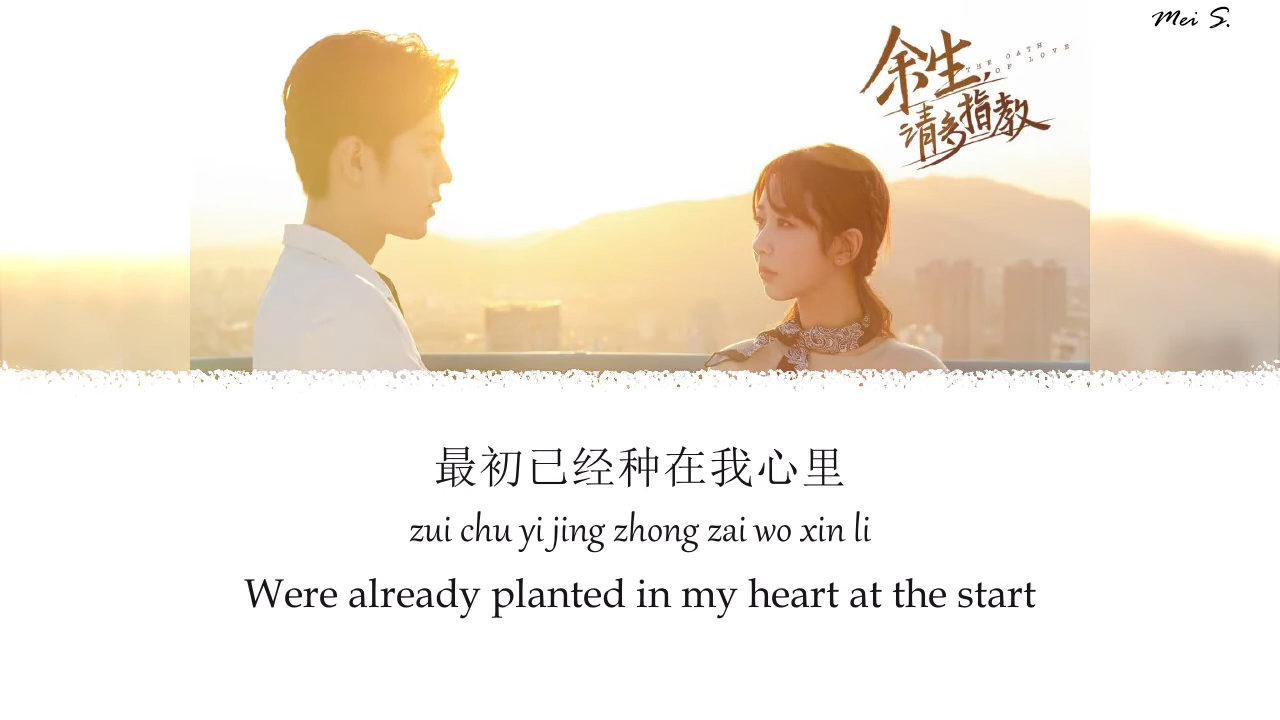 Mei S.
余生,
THE OATH
OF LOVE
请多指教
最初已经种在我心里
zui chu yi jing zhong zai wo xin li
Were already planted in my heart at the start